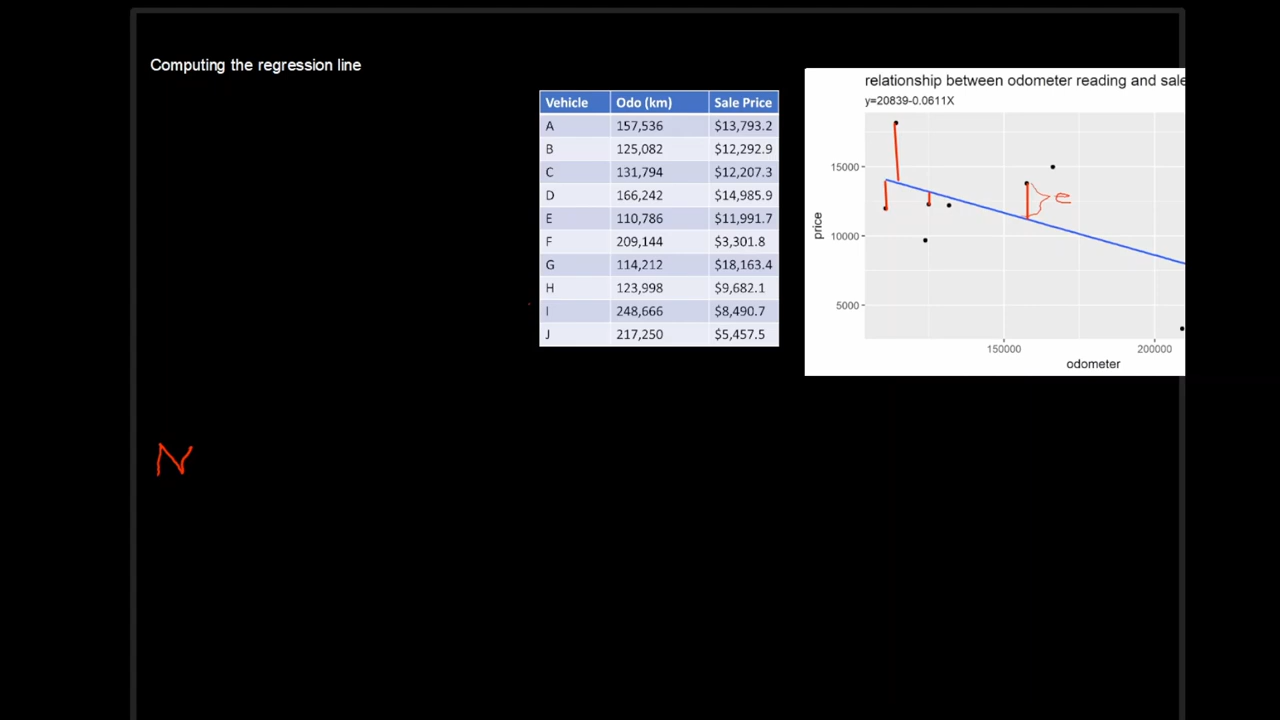 Computing the regression line
Vehicle Odo (km) Sale Price
A 157,536 $13,793.2
B 125,082 $12,292.9
C 131,794 $12,207.3
D 166,242 $14,985.9
E 110,786 $11,991.7
F 209,144 $3,301.8
G 114,212 $18,163.4
H 123,998 $9,682.1
I 248,666 $8,490.7
J 217,250 $5,457.5
relationship between odometer reading and sale
y=20839-0.0611X
15000
10000
5000
price
e
150000 200000
odometer
N